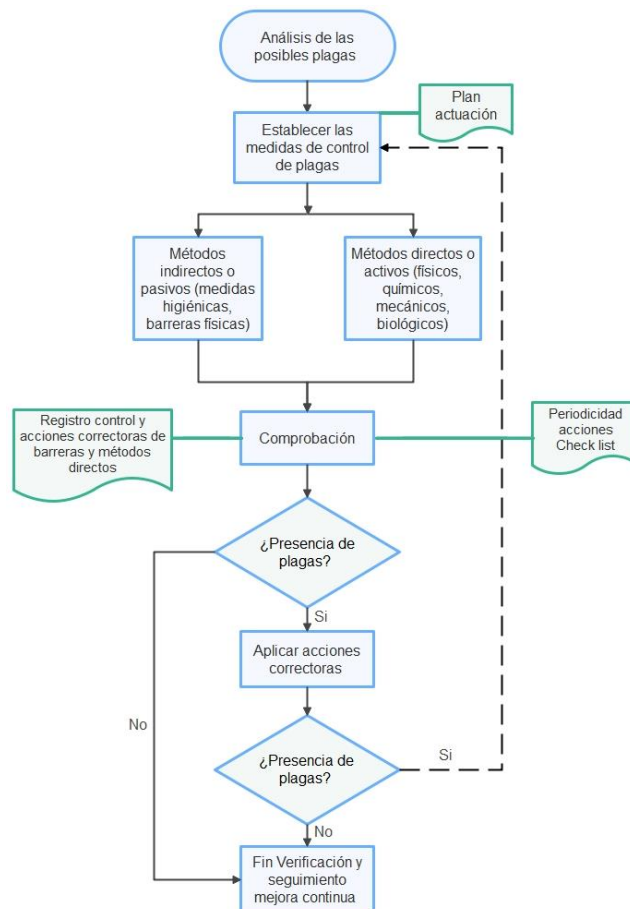 Análisis de las
posibles plagas
Plan
actuación
Establecer las
medidas de control
de plagas
Métodos
indirectos o
pasivos (medidas
higiénicas,
barreras físicas)
Métodos directos o
activos (físicos,
químicos,
mecánicos,
biológicos)
Registro control y
acciones correctoras de
barreras y métodos
directos
Comprobación
Periodicidad
acciones
Check list
¿Presencia de
plagas?
Si
Aplicar acciones
correctoras
No
¿Presencia de
plagas?
Si
No
Fin Verificación y
seguimiento
mejora continua